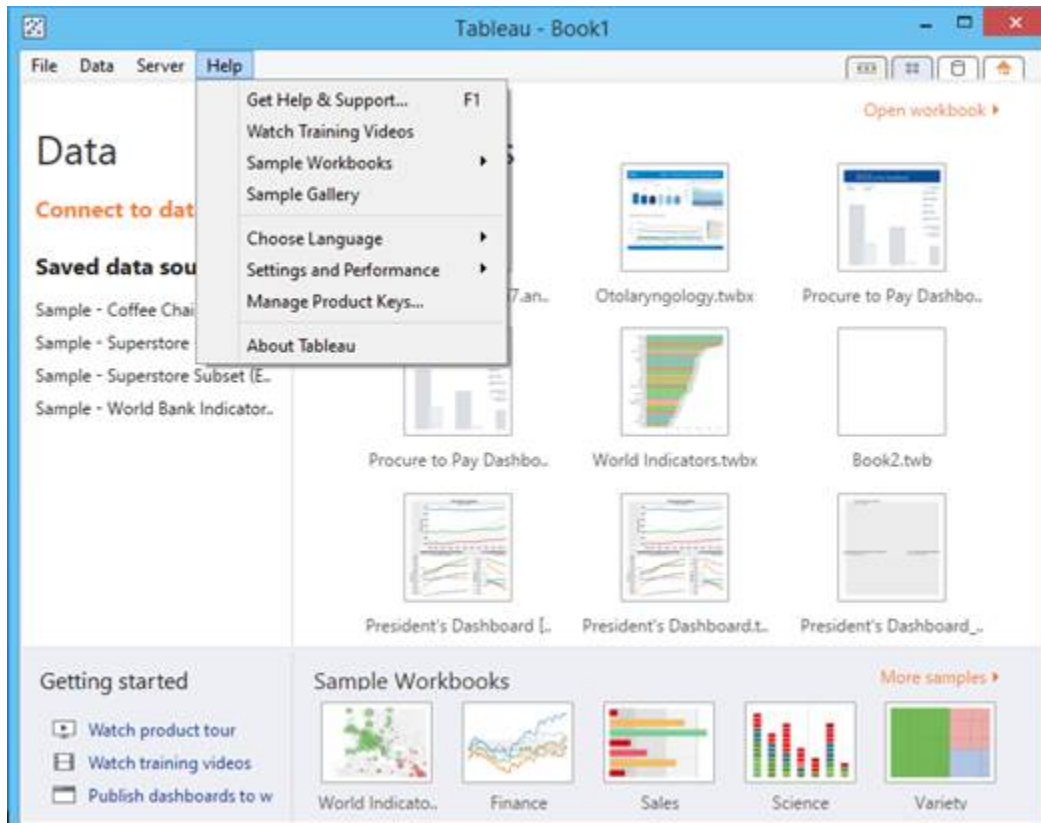 Tableau - Book1
File Data Server Help
Get Help & Support... F1
Watch Training Videos
Sample Workbooks
Sample Gallery
Choose Language
Settings and Performance
Manage Product Keys...
About Tableau
Open workbook
Data
Connect to dat
Saved data sou
Sample - Coffee Chai
Sample - Superstore
Sample - Superstore Subset (E..
Sample - World Bank Indicator..
7.an..
Otolaryngology.twbx
Procure to Pay Dashbo..
Procure to Pay Dashbo..
World Indicators.twbx
Book2.twb
President's Dashboard [..
President's Dashboard.t..
President's Dashboard_..
Getting started
Watch product tour
Watch training videos
Publish dashboards to w
Sample Workbooks
More samples
World Indicato..
Finance
Sales
Science
Variety